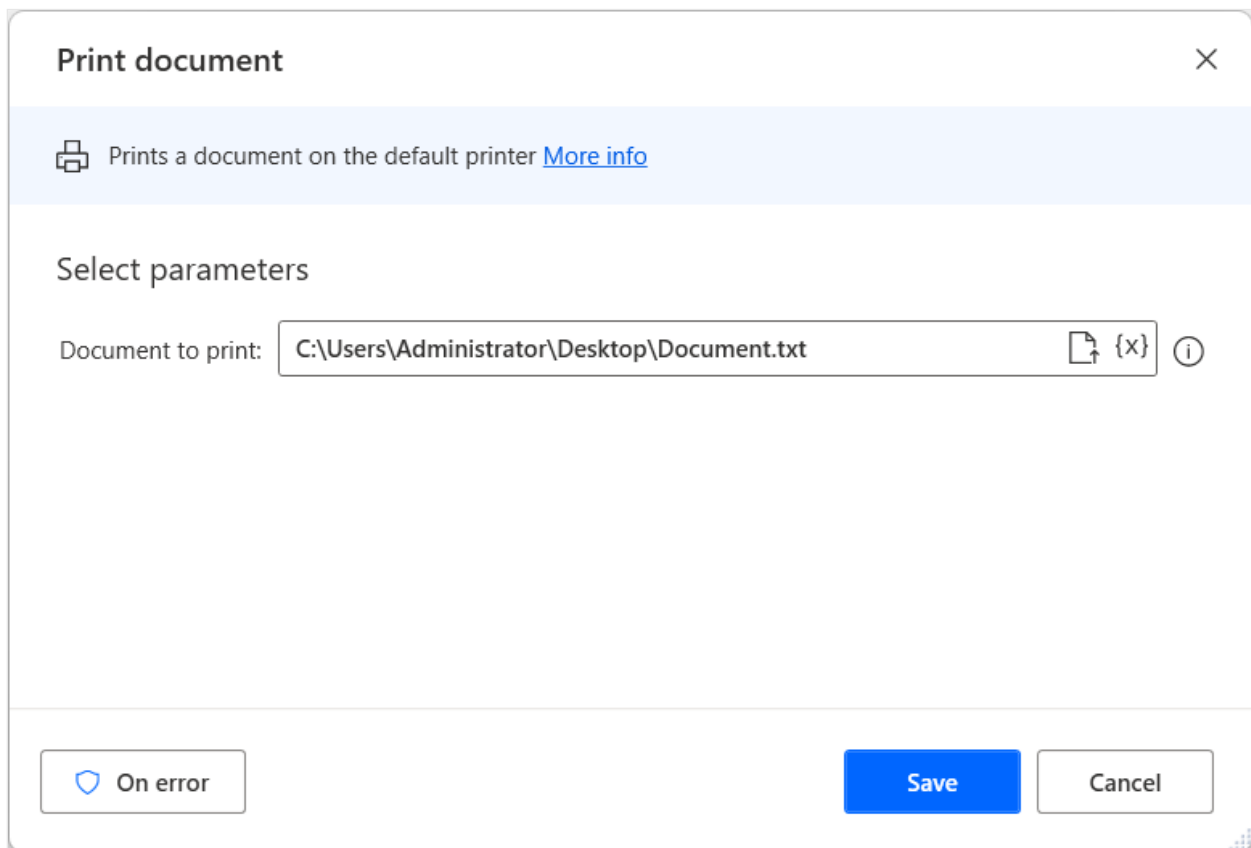 Print document
Prints a document on the default printer More info
Select parameters
Document to print: C:\Users\Administrator\Desktop\Document.txt {x}
On error Save Cancel